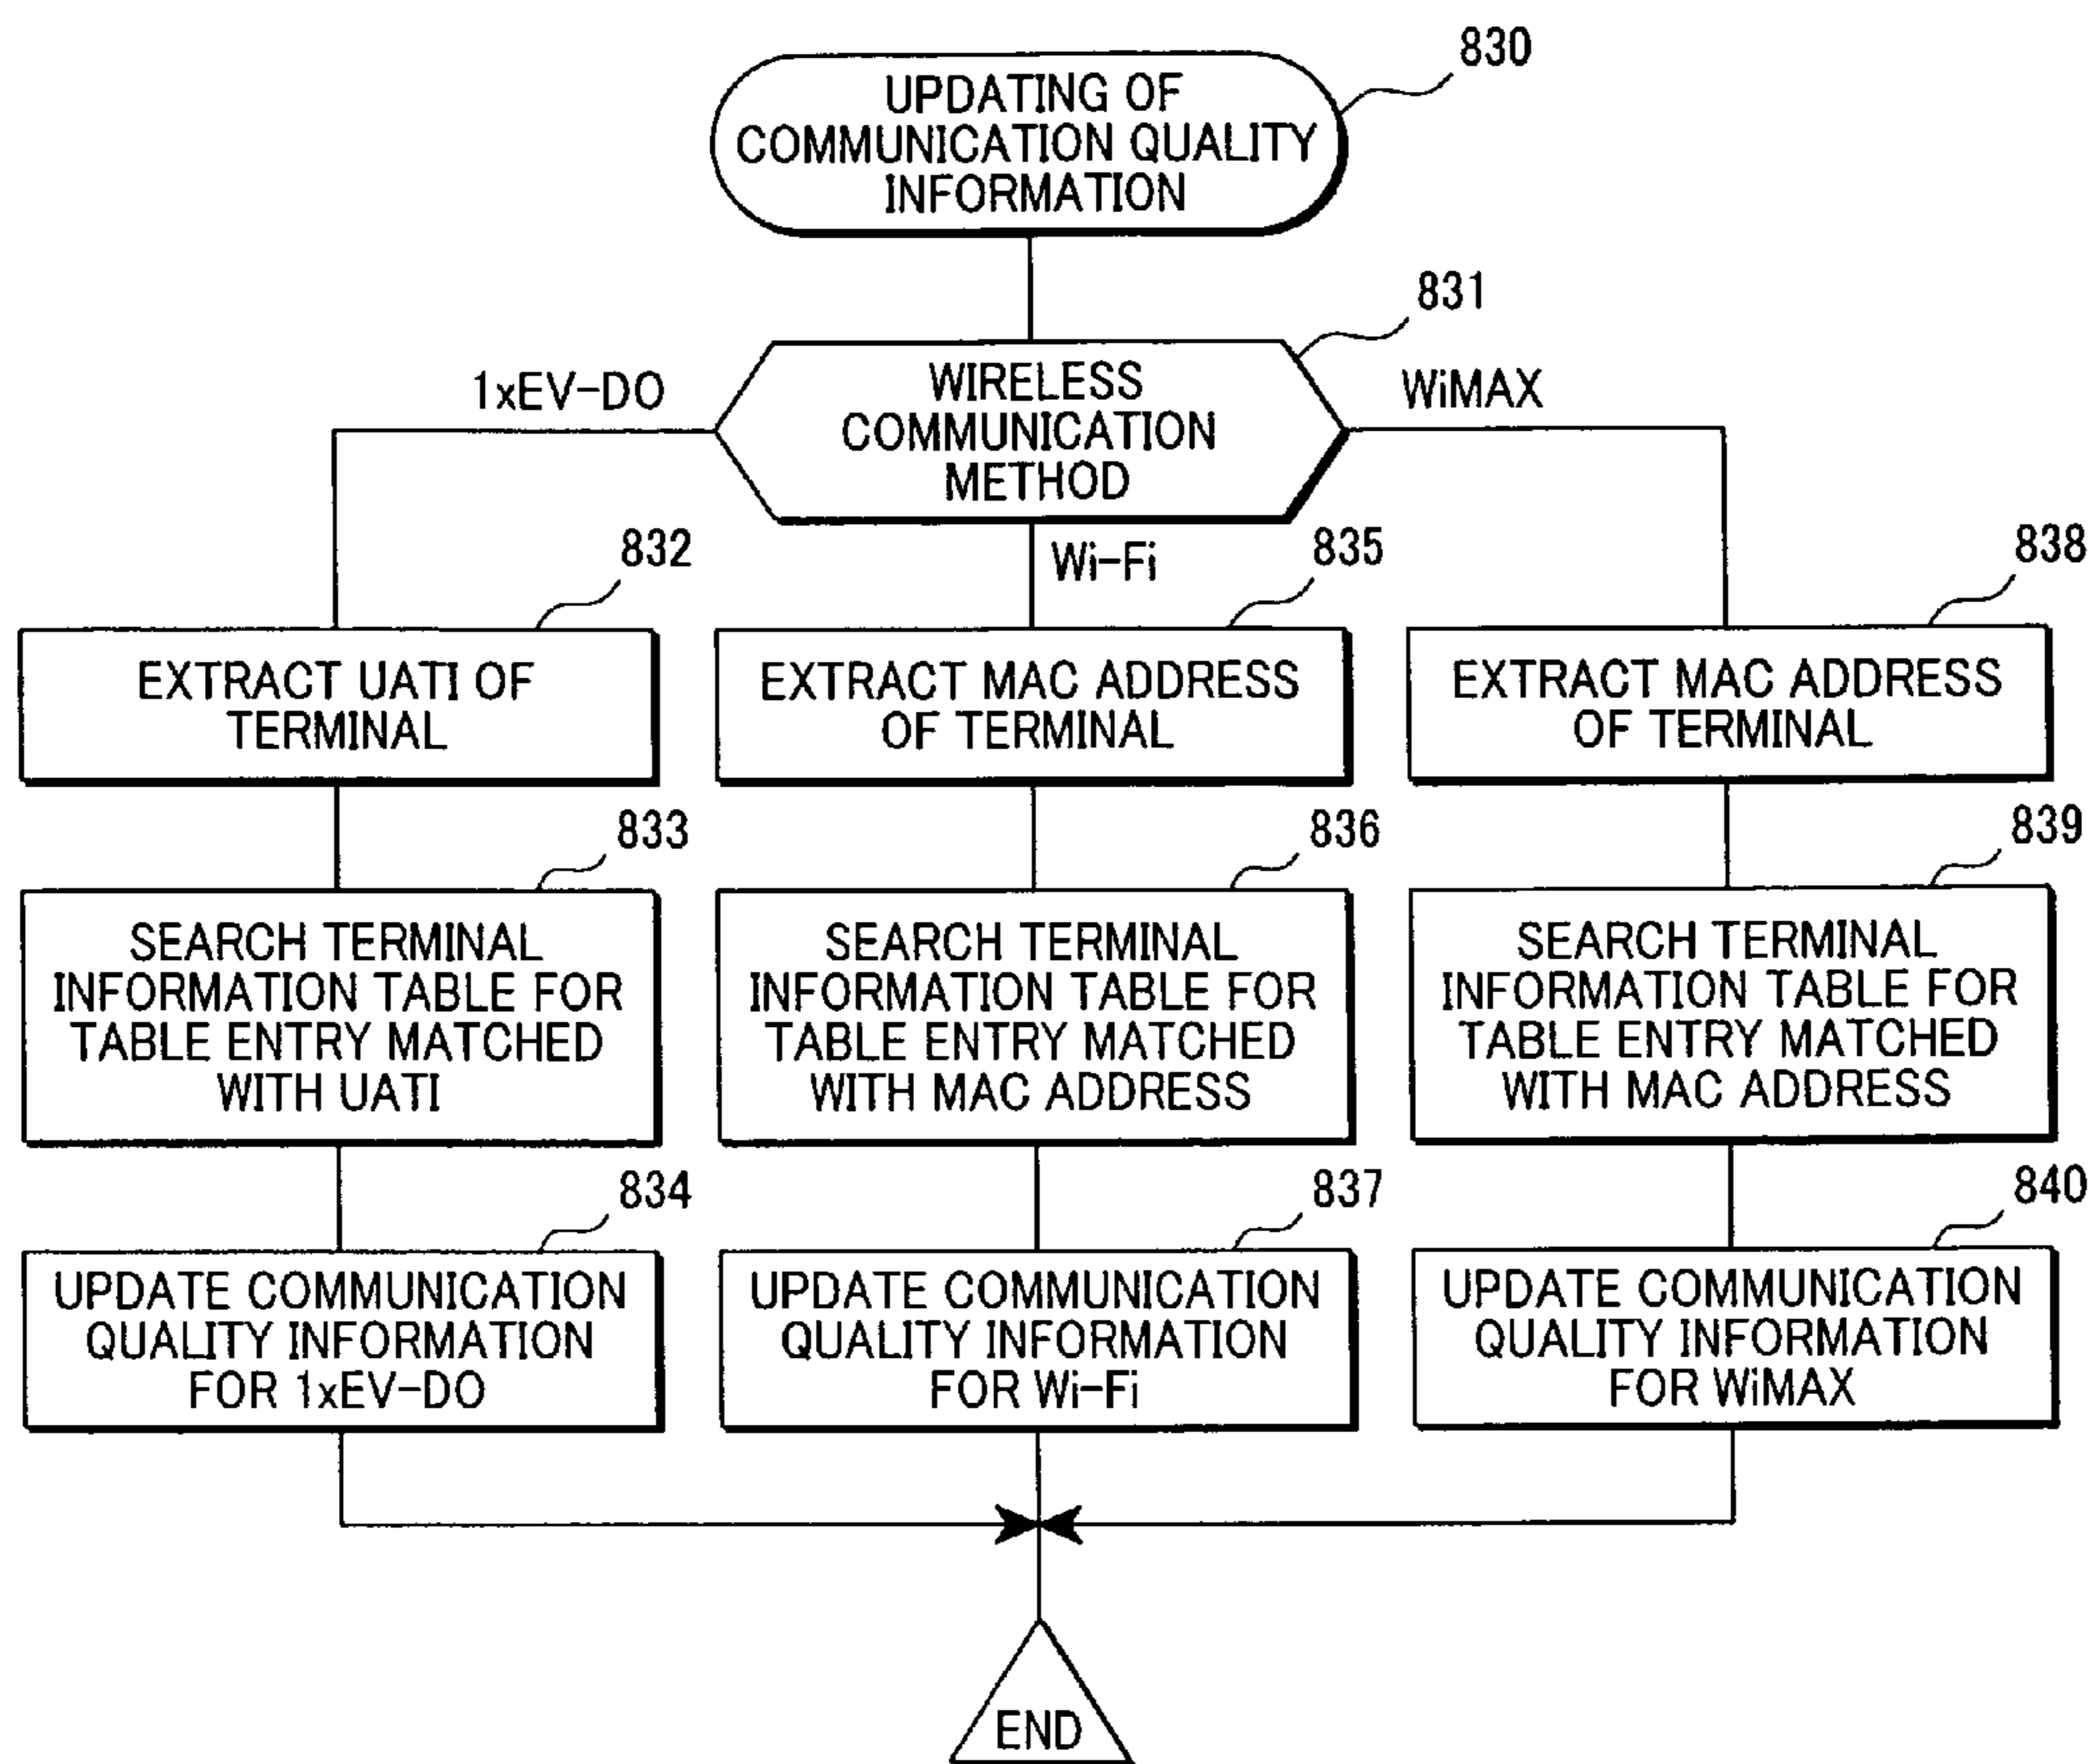 830
UPDATING OF
COMMUNICATION QUALITY
INFORMATION
831
1xEV-DO
WIRELESS
COMMUNICATION
METHOD
WiMAX
Wi-Fi
832
EXTRACT UATI OF
TERMINAL
835
EXTRACT MAC ADDRESS
OF TERMINAL
838
EXTRACT MAC ADDRESS
OF TERMINAL
833
SEARCH TERMINAL
INFORMATION TABLE FOR
TABLE ENTRY MATCHED
WITH UATI
836
SEARCH TERMINAL
INFORMATION TABLE FOR
TABLE ENTRY MATCHED
WITH MAC ADDRESS
839
SEARCH TERMINAL
INFORMATION TABLE FOR
TABLE ENTRY MATCHED
WITH MAC ADDRESS
834
UPDATE COMMUNICATION
QUALITY INFORMATION
FOR 1xEV-DO
837
UPDATE COMMUNICATION
QUALITY INFORMATION
FOR Wi-Fi
840
UPDATE COMMUNICATION
QUALITY INFORMATION
FOR WiMAX
END